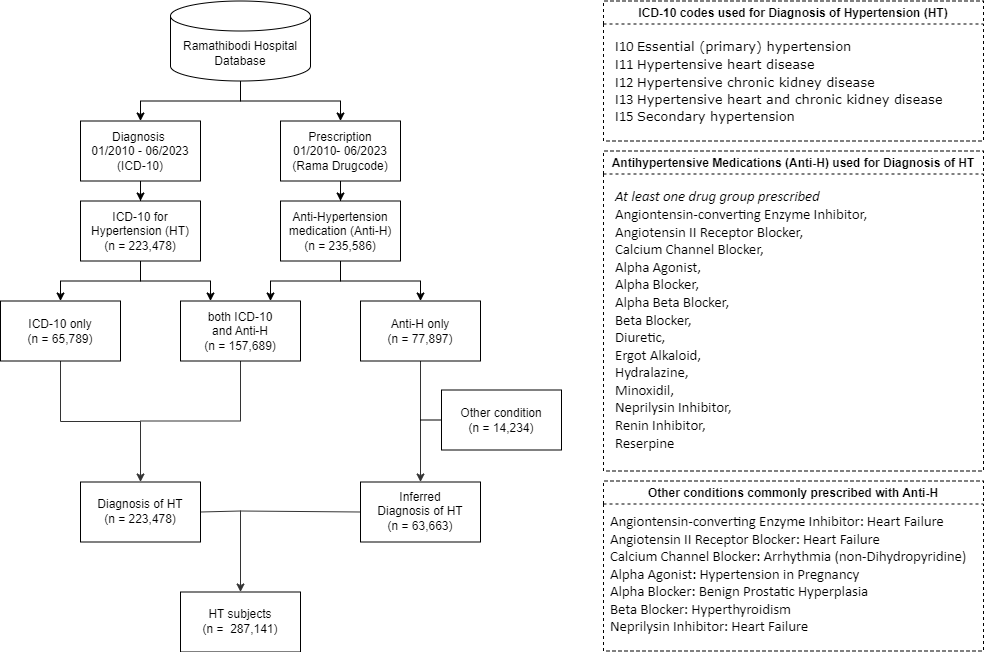 Ramathibodi Hospital
Database
Diagnosis
01/2010 - 06/2023
(ICD-10)
Prescription
01/2010- 06/2023
(Rama Drugcode)
ICD-10 for
Hypertension (HT)
(n = 223,478)
Anti-Hypertension
medication (Anti-H)
(n = 235,586)
ICD-10 only
(n = 65,789)
both ICD-10
and Anti-H
(n = 157,689)
Anti-H only
(n = 77,897)
Other condition
(n = 14,234)
Diagnosis of HT
(n = 223,478)
Inferred
Diagnosis of HT
(n = 63,663)
HT subjects
(n = 287,141)
ICD-10 codes used for Diagnosis of Hypertension (HT)
I10 Essential (primary) hypertension
I11 Hypertensive heart disease
I12 Hypertensive chronic kidney disease
I13 Hypertensive heart and chronic kidney disease
I15 Secondary hypertension
Antihypertensive Medications (Anti-H) used for Diagnosis of HT
At least one drug group prescribed
Angiontensin-converting Enzyme Inhibitor,
Angiotensin II Receptor Blocker,
Calcium Channel Blocker,
Alpha Agonist,
Alpha Blocker,
Alpha Beta Blocker,
Beta Blocker,
Diuretic,
Ergot Alkaloid,
Hydralazine,
Minoxidil,
Neprilysin Inhibitor,
Renin Inhibitor,
Reserpine
Other conditions commonly prescribed with Anti-H
Angiontensin-converting Enzyme Inhibitor: Heart Failure
Angiotensin II Receptor Blocker: Heart Failure
Calcium Channel Blocker: Arrhythmia (non-Dihydropyridine)
Alpha Agonist: Hypertension in Pregnancy
Alpha Blocker: Benign Prostatic Hyperplasia
Beta Blocker: Hyperthyroidism
Neprilysin Inhibitor: Heart Failure